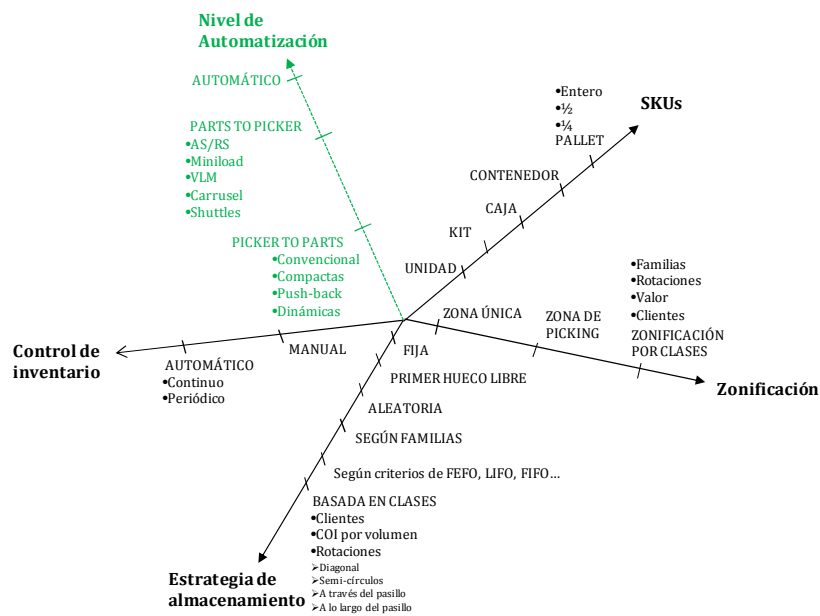 Nivel de
Automatización
AUTOMÁTICO
PARTS TO PICKER
•AS/RS
•Miniload
•VLM
•Carrusel
•Shuttles
PICKER TO PARTS
•Convencional
•Compactas
•Push-back
•Dinámicas
SKUs
•Entero
•½
•¼
PALLET
CONTENEDOR
CAJA
KIT
UNIDAD
•Familias
•Rotaciones
•Valor
•Clientes
ZONIFICACIÓN
POR CLASES
ZONA DE
PICKING
ZONA ÚNICA
Zonificación
Control de
inventario
AUTOMÁTICO
•Continuo
•Periódico
MANUAL
FIJA
PRIMER HUECO LIBRE
ALEATORIA
SEGÚN FAMILIAS
Según criterios de FEFO, LIFO, FIFO…
BASADA EN CLASES
•Clientes
•COI por volumen
•Rotaciones
➢Diagonal
➢Semi-círculos
➢A través del pasillo
➢A lo largo del pasillo
Estrategia de
almacenamiento